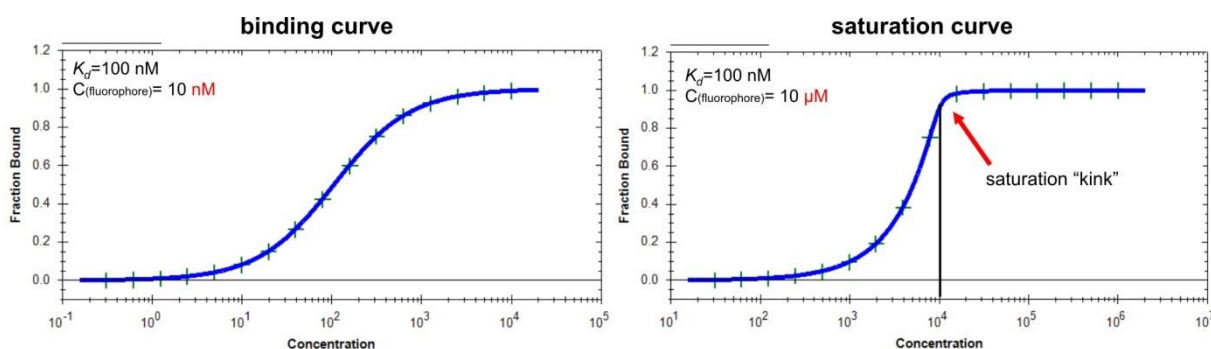 binding curve
K_d=100 nM
C(fluorophore)= 10 nM
Fraction Bound
1.2
1.0
0.8
0.6
0.4
0.2
0.0
10⁻¹ 10⁰ 10¹ 10² 10³ 10⁴ 10⁵
Concentration
saturation curve
K_d=100 nM
C(fluorophore)= 10 µM
saturation “kink”
Fraction Bound
1.2
1.0
0.8
0.6
0.4
0.2
0.0
10¹ 10² 10³ 10⁴ 10⁵ 10⁶ 10⁷
Concentration